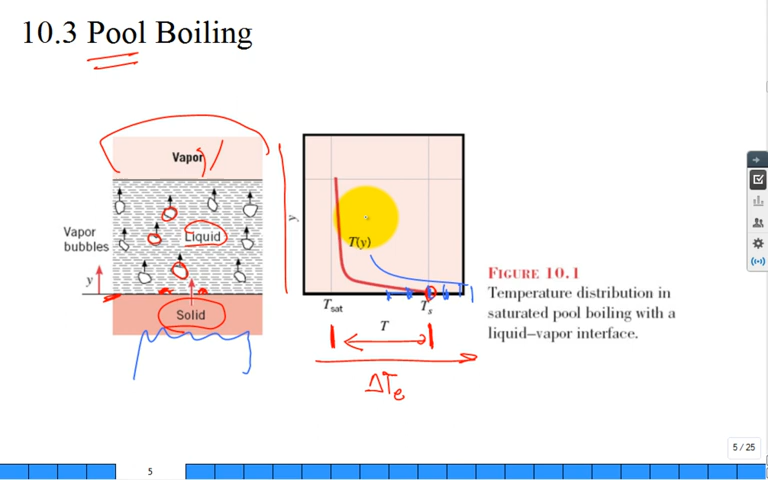 10.3 Pool Boiling
Vapor
Vapor
bubbles
Liquid
y
Solid
y
T(y)
T_sat
T_s
T
ΔTe
FIGURE 10.1
Temperature distribution in
saturated pool boiling with a
liquid–vapor interface.
5 / 25
5